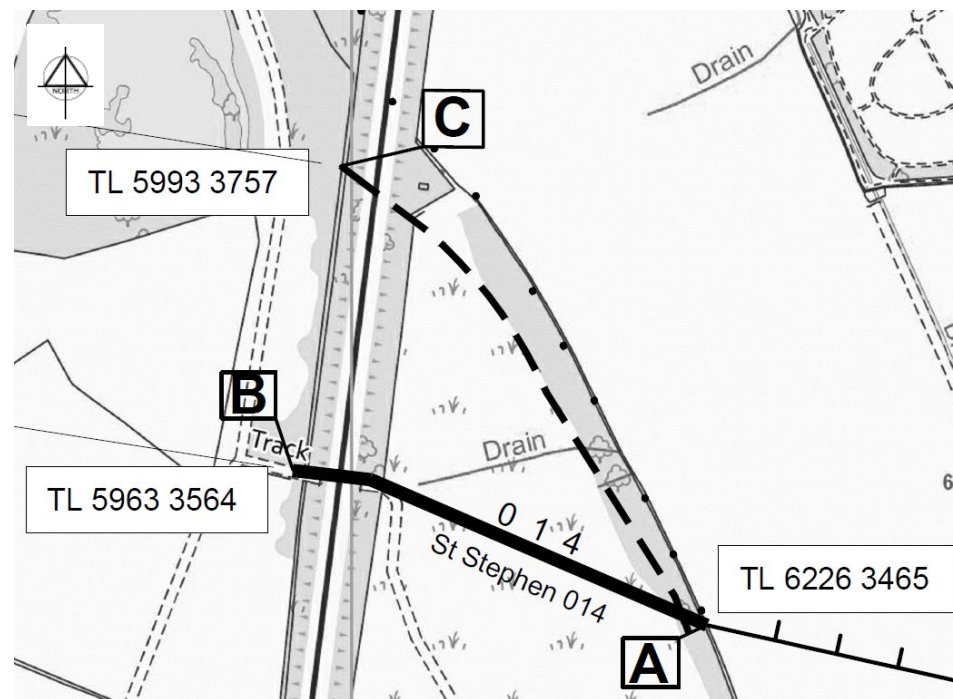 NORTH
Drain
C
TL 5993 3757
B
Track
Drain
TL 5963 3564
0 1 4
St Stephen 014
TL 6226 3465
A
6